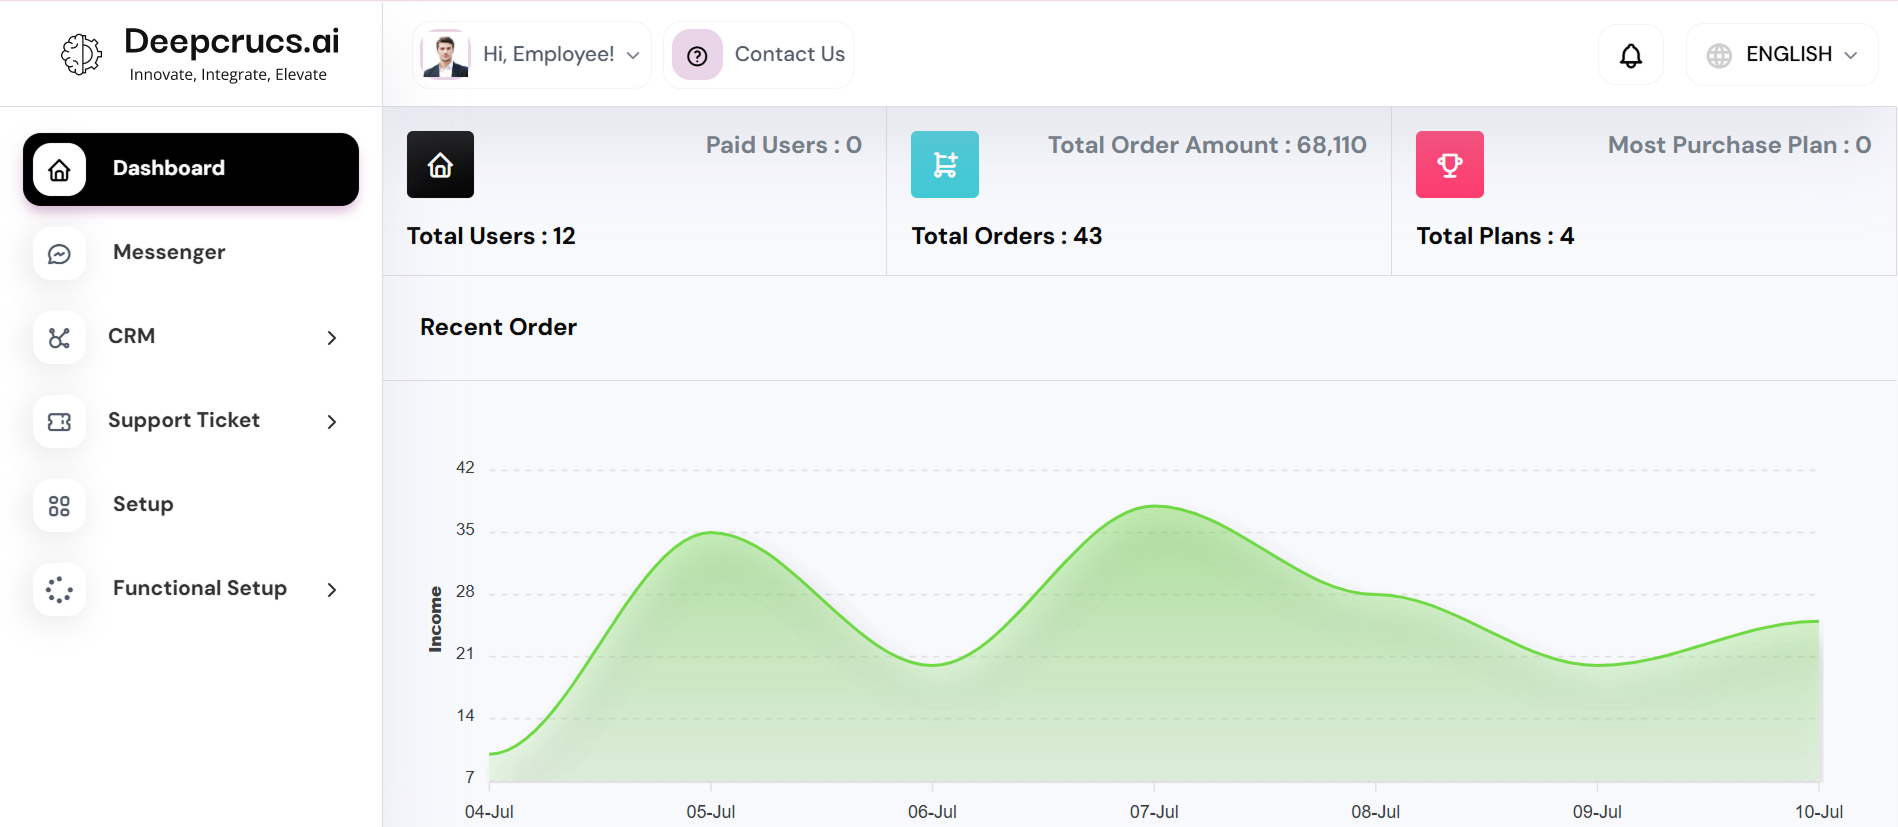 Deepcrucs.ai
Innovate, Integrate, Elevate
Hi, Employee!
Contact Us
ENGLISH
Dashboard
Messenger
CRM
Support Ticket
Setup
Functional Setup
Paid Users : 0
Total Users : 12
Total Order Amount : 68,110
Total Orders : 43
Most Purchase Plan : 0
Total Plans : 4
Recent Order
Income
42
35
28
21
14
7
04-Jul 05-Jul 06-Jul 07-Jul 08-Jul 09-Jul 10-Jul